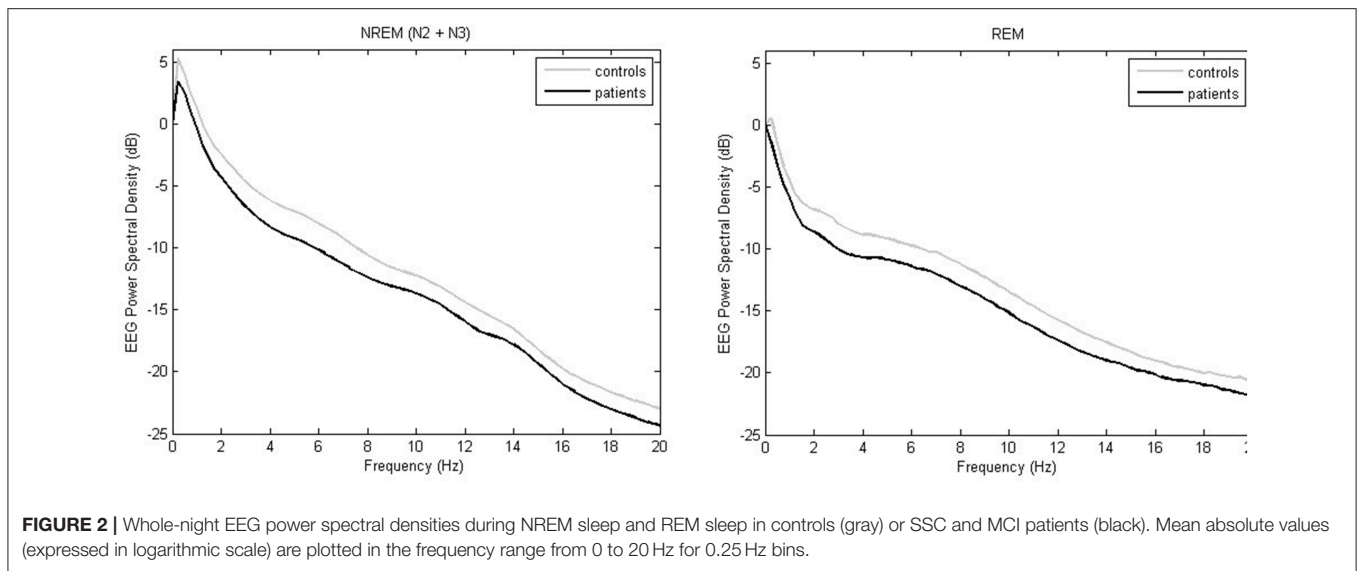 NREM (N2 + N3)
controls
patients
EEG Power Spectral Density (dB)
5
0
-5
-10
-15
-20
-25
0 2 4 6 8 10 12 14 16 18 20
Frequency (Hz)
REM
controls
patients
EEG Power Spectral Density (dB)
5
0
-5
-10
-15
-20
-25
0 2 4 6 8 10 12 14 16 18
Frequency (Hz)
FIGURE 2 | Whole-night EEG power spectral densities during NREM sleep and REM sleep in controls (gray) or SSC and MCI patients (black). Mean absolute values
(expressed in logarithmic scale) are plotted in the frequency range from 0 to 20 Hz for 0.25 Hz bins.